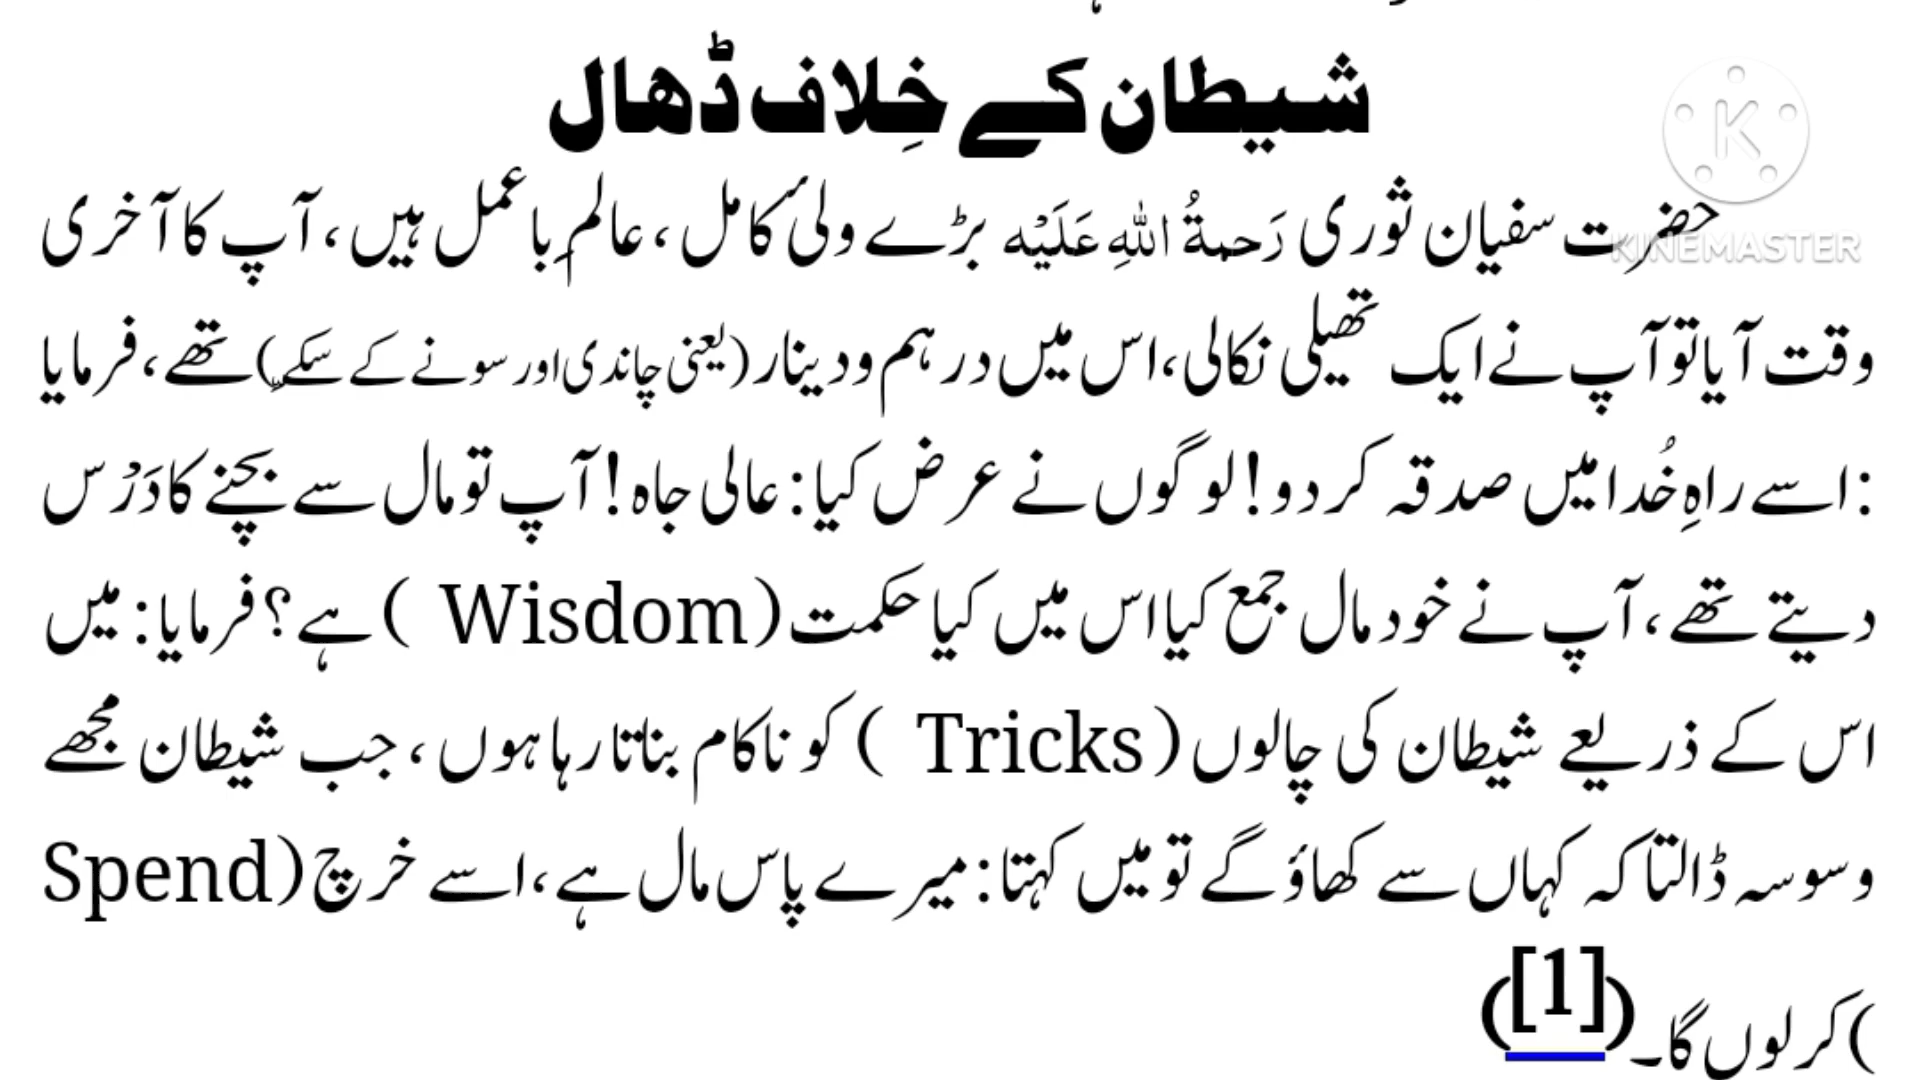 شیطان کے خِلاف ڈھال
حضرت سفیان ثوری رَحمۃُ اللہِ عَلَیْہ بڑے ولئ کامل، عالمِ باعمل ہیں، آپ کا آخری
وقت آیا تو آپ نے ایک تھیلی نکالی، اس میں درہم و دینار (یعنی چاندی اور سونے کے سکے) تھے، فرمایا
: اسے راہِ خُدا میں صدقہ کر دو! لوگوں نے عرض کیا: عالی جاہ! آپ تو مال سے بچنے کا دَرْس
دیتے تھے، آپ نے خود مال جمع کیا اس میں کیا حکمت (Wisdom) ہے؟ فرمایا: میں
اس کے ذریعے شیطان کی چالوں (Tricks) کو ناکام بناتا رہا ہوں، جب شیطان مجھے
وسوسہ ڈالتا کہ کہاں سے کھاؤ گے تو میں کہتا: میرے پاس مال ہے، اسے خرچ (Spend
) کر لوں گا۔ ([1])
KINEMASTER